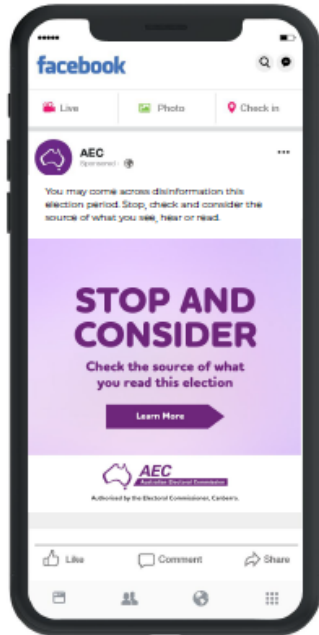 facebook
Live Photo Check in
AEC
Sponsored ·
You may come across disinformation this
election period. Stop, check and consider the
source of what you see, hear or read.
STOP AND
CONSIDER
Check the source of what
you read this election
Learn More
AEC
Australian Electoral Commission
Authorised by the Electoral Commissioner, Canberra.
Like Comment Share